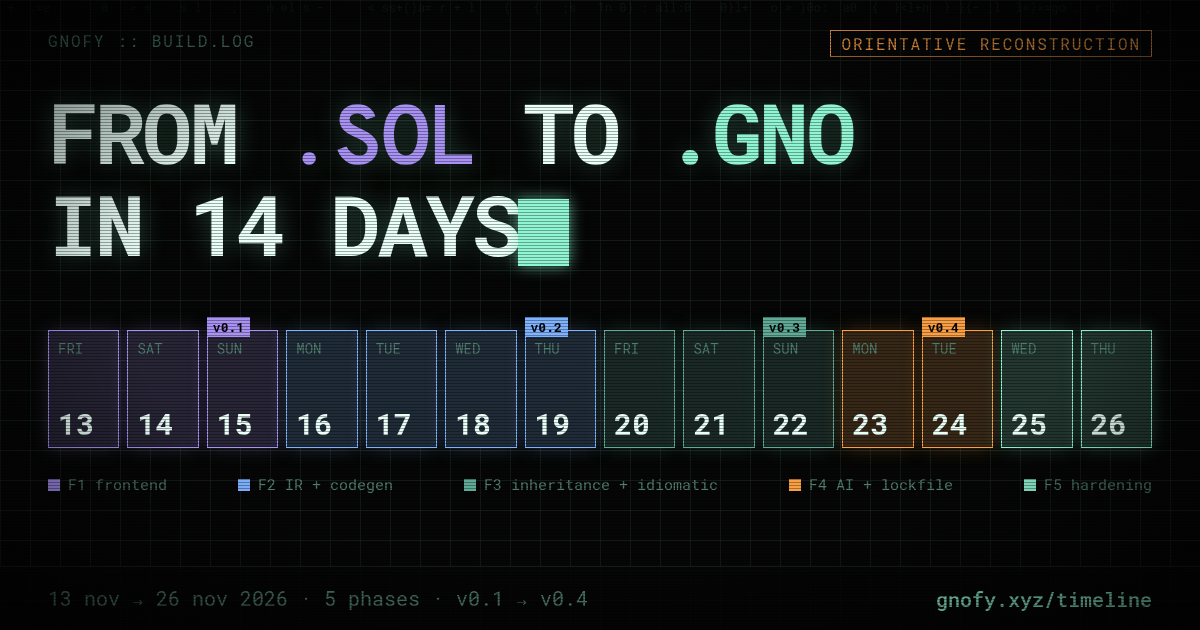 GNOFY :: BUILD.LOG
ORIENTATIVE RECONSTRUCTION
FROM .SOL TO .GNO
IN 14 DAYS
v0.1 v0.2 v0.3 v0.4
FRI SAT SUN MON TUE WED THU FRI SAT SUN MON TUE WED THU
13 14 15 16 17 18 19 20 21 22 23 24 25 26
F1 frontend F2 IR + codegen F3 inheritance + idiomatic F4 AI + lockfile F5 hardening
13 nov → 26 nov 2026 · 5 phases · v0.1 → v0.4
gnofy.xyz/timeline